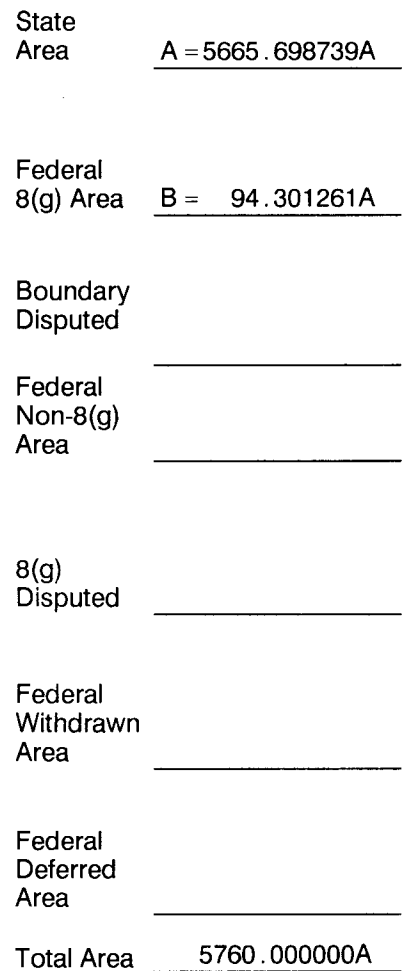 State
Area A = 5665.698739A
Federal
8(g) Area B = 94.301261A
Boundary
Disputed
Federal
Non-8(g)
Area
8(g)
Disputed
Federal
Withdrawn
Area
Federal
Deferred
Area
Total Area 5760.000000A